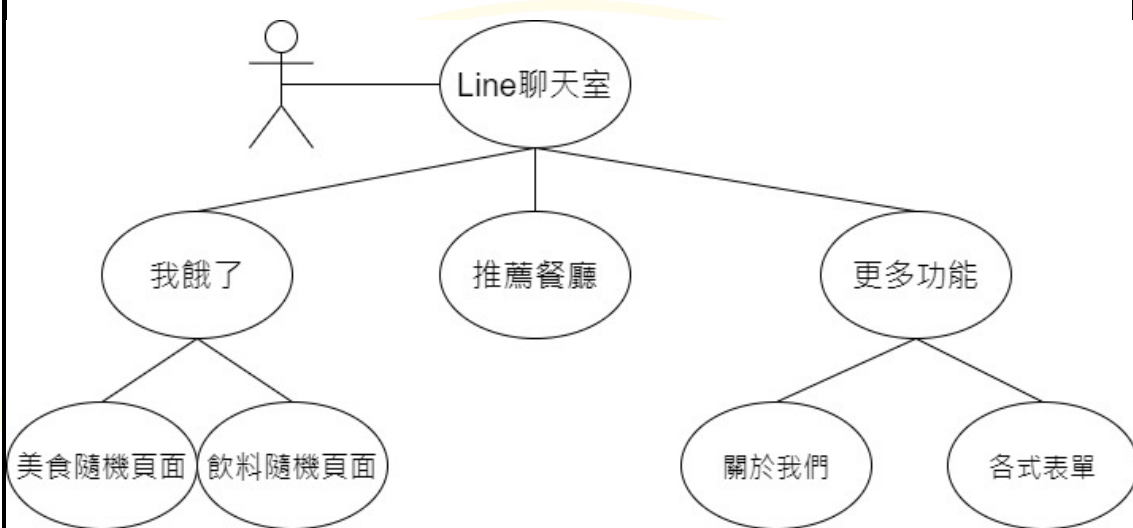 Line聊天室
我餓了
推薦餐廳
更多功能
美食隨機頁面
飲料隨機頁面
關於我們
各式表單